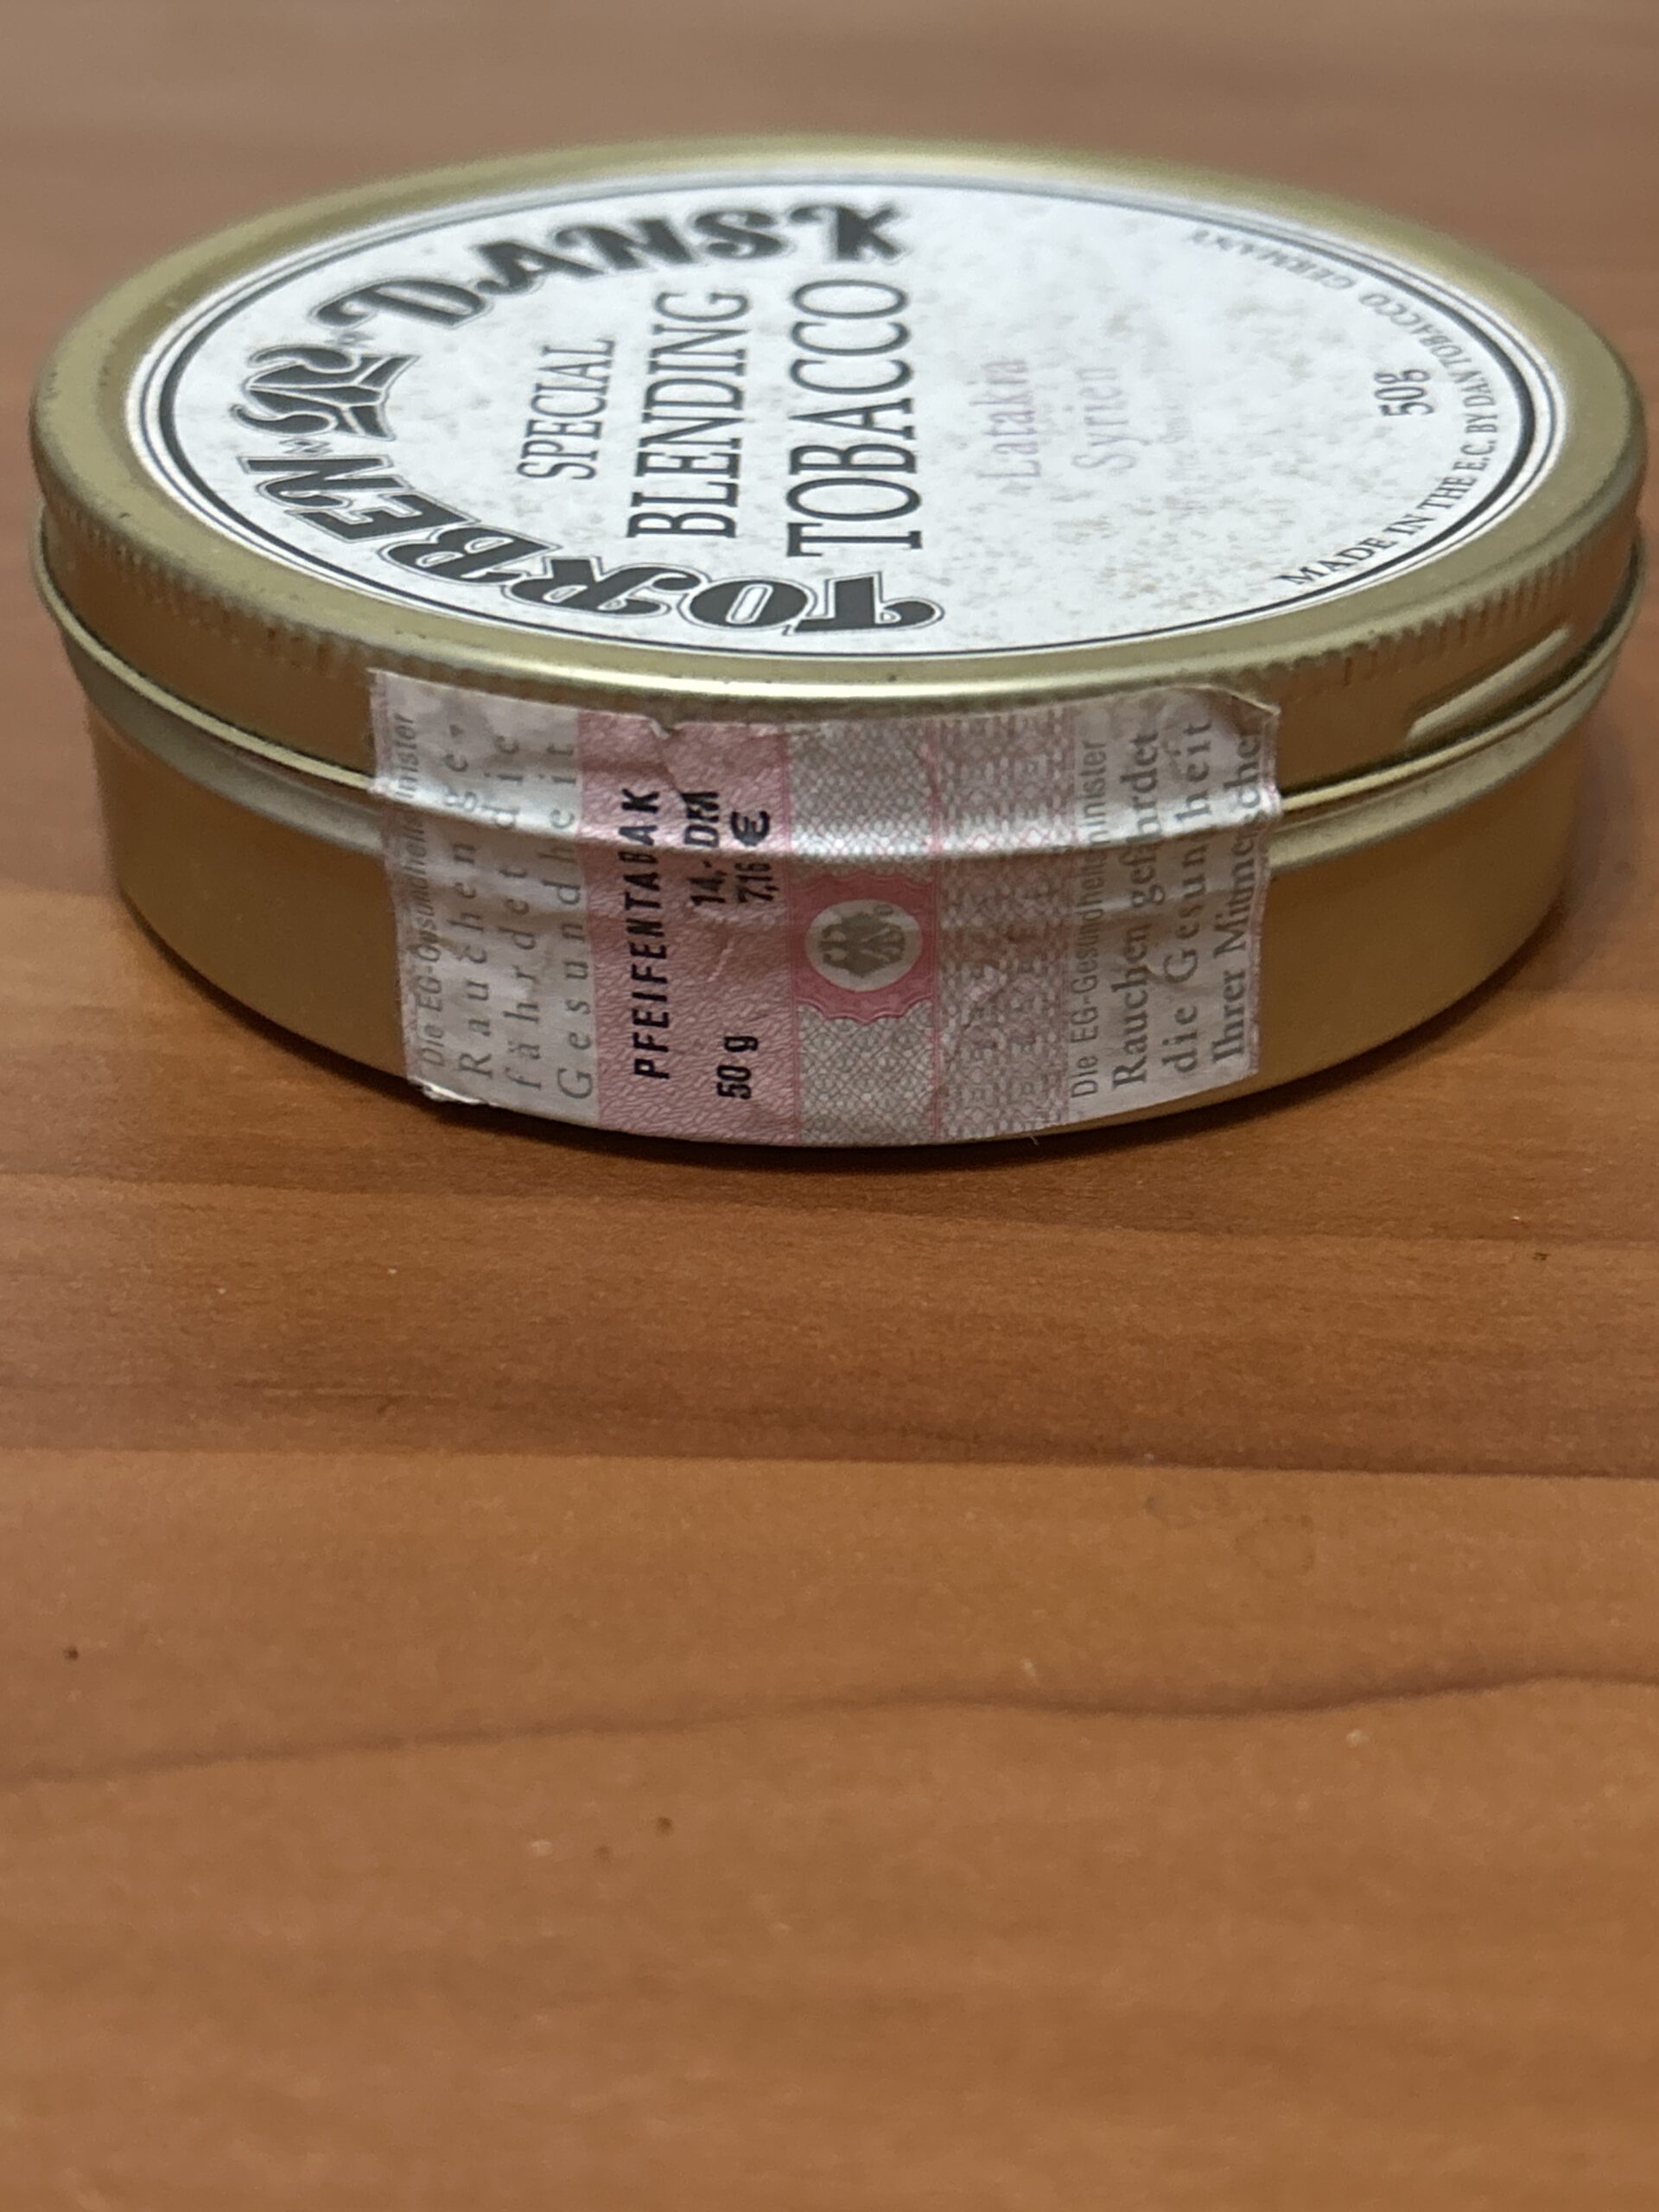 TORBEN DANSK
SPECIAL
BLENDING
TOBACCO
»Latakia
Syrien
50g
MADE IN THE E.C. BY DAN TOBACCO GERMANY
Die EG-Gesundheitsminister
Rauchen ge-
fährdet die
Gesundheit
PFEIFENTABAK
14,- DM
50 g 7,16 €
Die EG-Gesundheitsminister
Rauchen gefährdet
die Gesundheit
Ihrer Mitmenschen